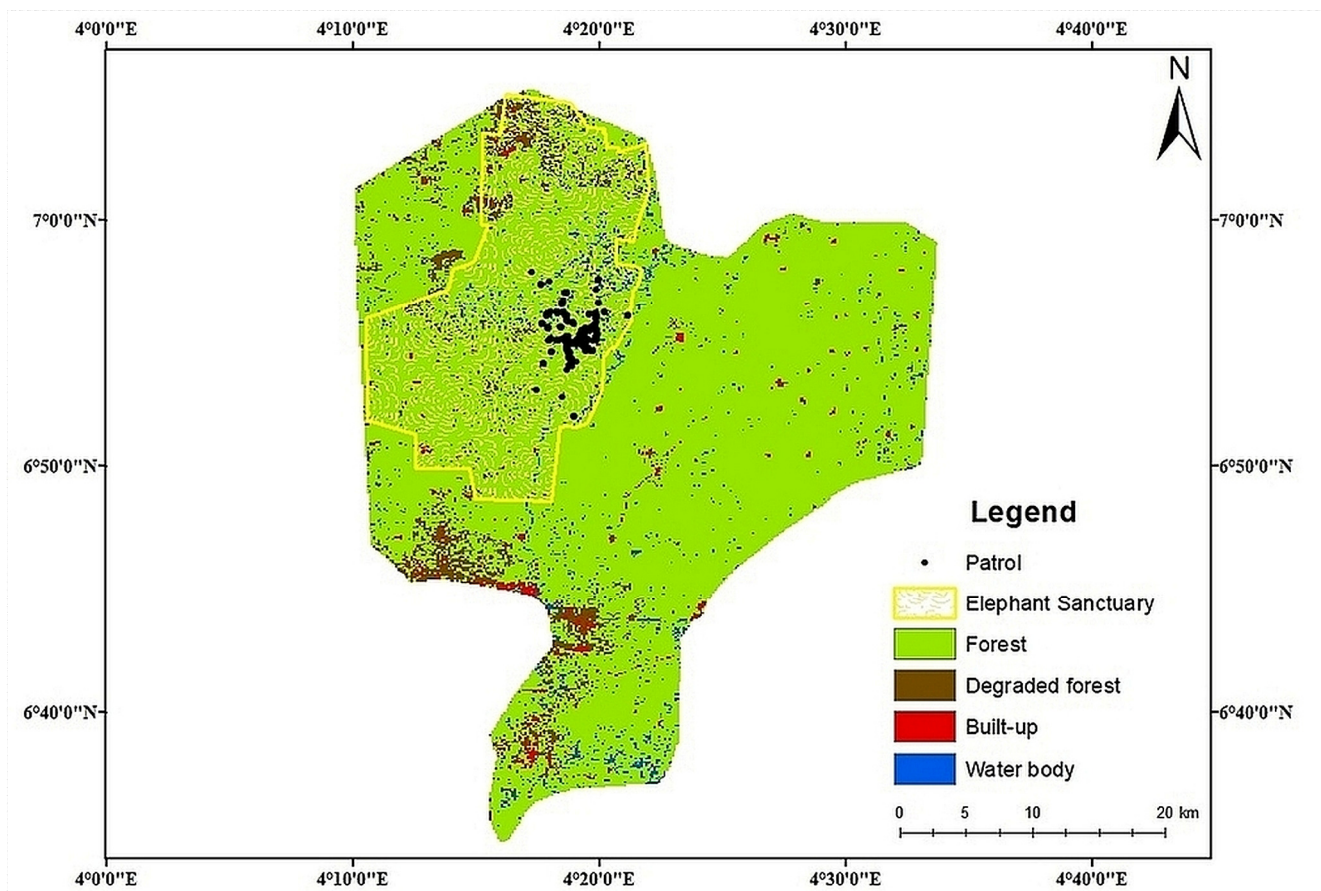 4°0'0"E 4°10'0"E 4°20'0"E 4°30'0"E 4°40'0"E
N
7°0'0"N 7°0'0"N
6°50'0"N 6°50'0"N
Legend
Patrol
Elephant Sanctuary
Forest
Degraded forest
6°40'0"N 6°40'0"N
Built-up
Water body
0 5 10 20 km
4°0'0"E 4°10'0"E 4°20'0"E 4°30'0"E 4°40'0"E